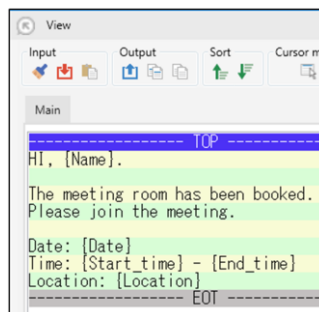 View
Input Output Sort Cursor m
Main
------------------ TOP -----------
HI, {Name}.
The meeting room has been booked.
Please join the meeting.
Date: {Date}
Time: {Start_time} - {End_time}
Location: {Location}
------------------ EOT -----------